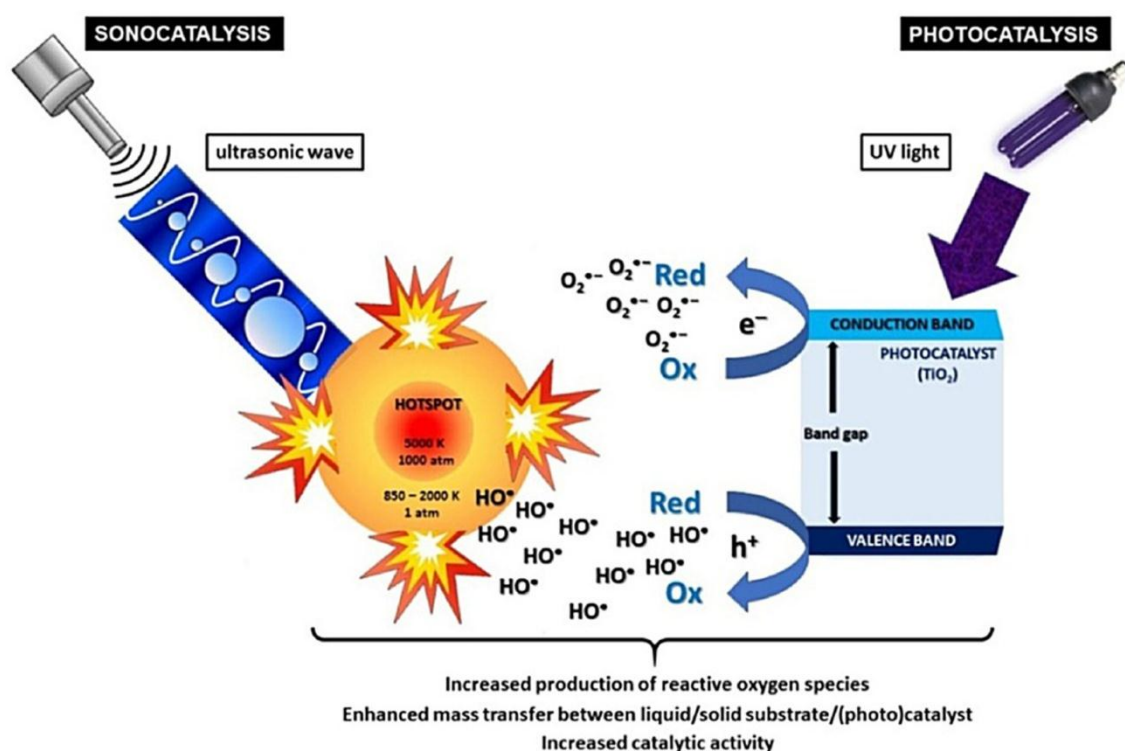 SONOCATALYSIS
PHOTOCATALYSIS
ultrasonic wave
UV light
O₂•⁻ O₂•⁻ Red
O₂•⁻ O₂•⁻
e⁻
O₂•⁻
Ox
CONDUCTION BAND
PHOTOCATALYST
(TiO₂)
Band gap
VALENCE BAND
HOTSPOT
5000 K
1000 atm
850 – 2000 K
1 atm
Red
h⁺
Ox
HO•
HO•
HO•
HO•
HO•
HO•
HO•
HO•
HO•
HO•
HO•
Increased production of reactive oxygen species
Enhanced mass transfer between liquid/solid substrate/(photo)catalyst
Increased catalytic activity